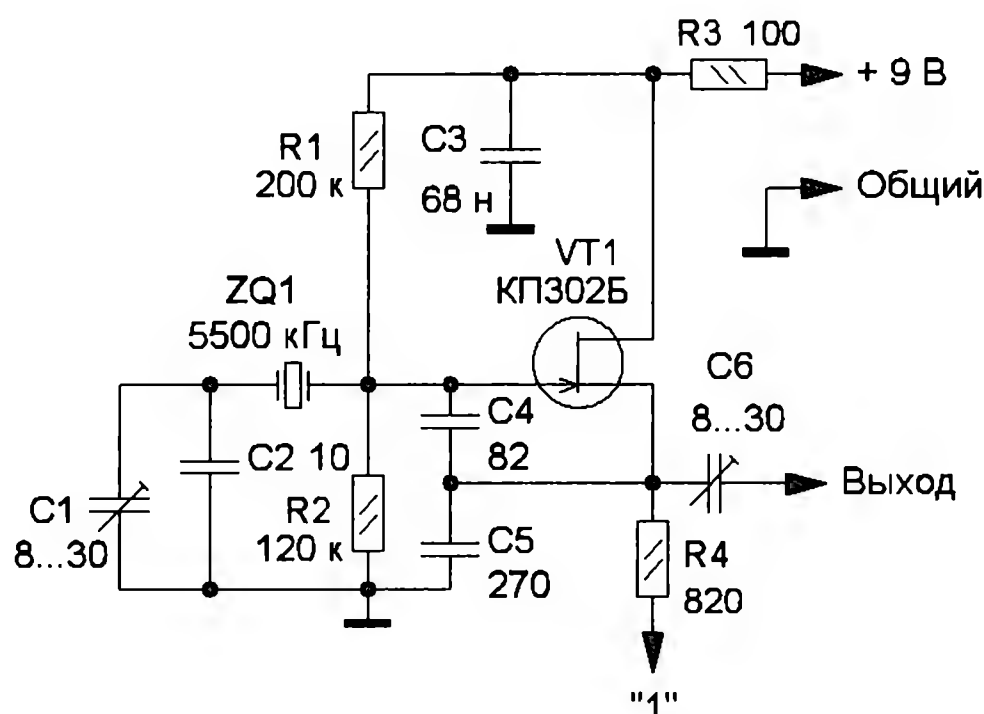 R3 100
+ 9 В
R1
200 к
C3
68 н
Общий
VT1
КП302Б
ZQ1
5500 кГц
C6
8...30
C4
82
C2 10
Выход
C1
8...30
R2
120 к
C5
270
R4
820
"1"